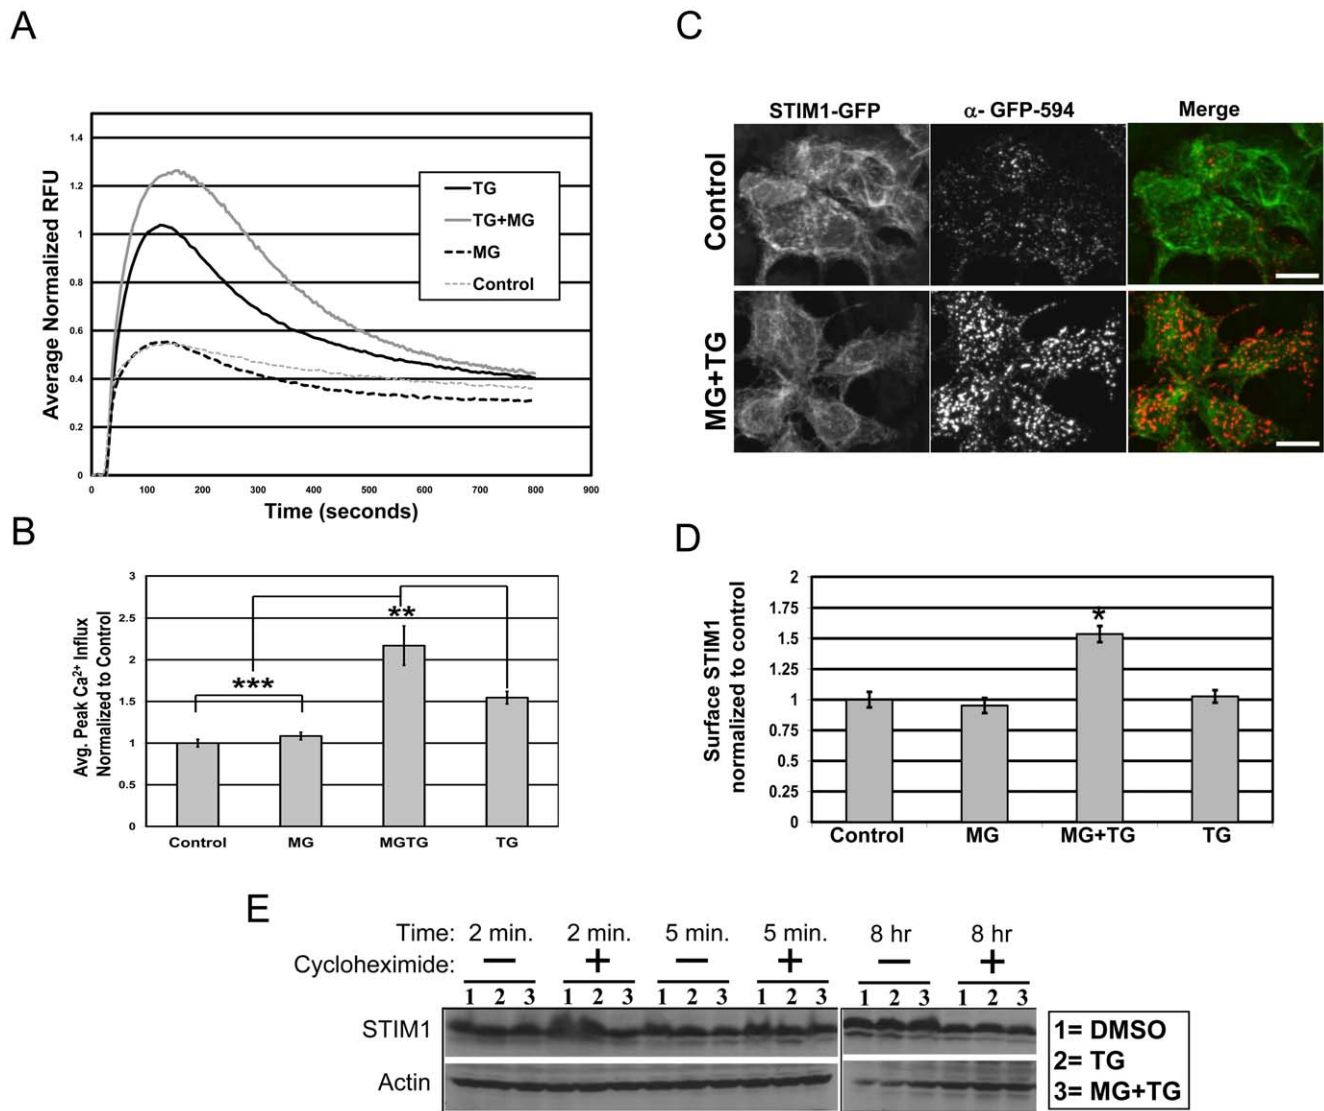 A
Average Normalized RFU
1.4
1.2
1
0.8
0.6
0.4
0.2
0
0 100 200 300 400 500 600 700 800 900
Time (seconds)
TG
TG+MG
MG
Control
B
Avg. Peak Ca²⁺ Influx
Normalized to Control
3
2.5
2
1.5
1
0.5
0
***
**
Control MG MGTG TG
C
STIM1-GFP α- GFP-594 Merge
Control
MG+TG
D
Surface STIM1
normalized to control
2
1.75
1.5
1.25
1
0.75
0.5
0.25
0
*
Control MG MG+TG TG
E
Time: 2 min. 2 min. 5 min. 5 min. 8 hr 8 hr
Cycloheximide: − + − + − +
1 2 3 1 2 3 1 2 3 1 2 3 1 2 3 1 2 3
STIM1
Actin
1= DMSO
2= TG
3= MG+TG